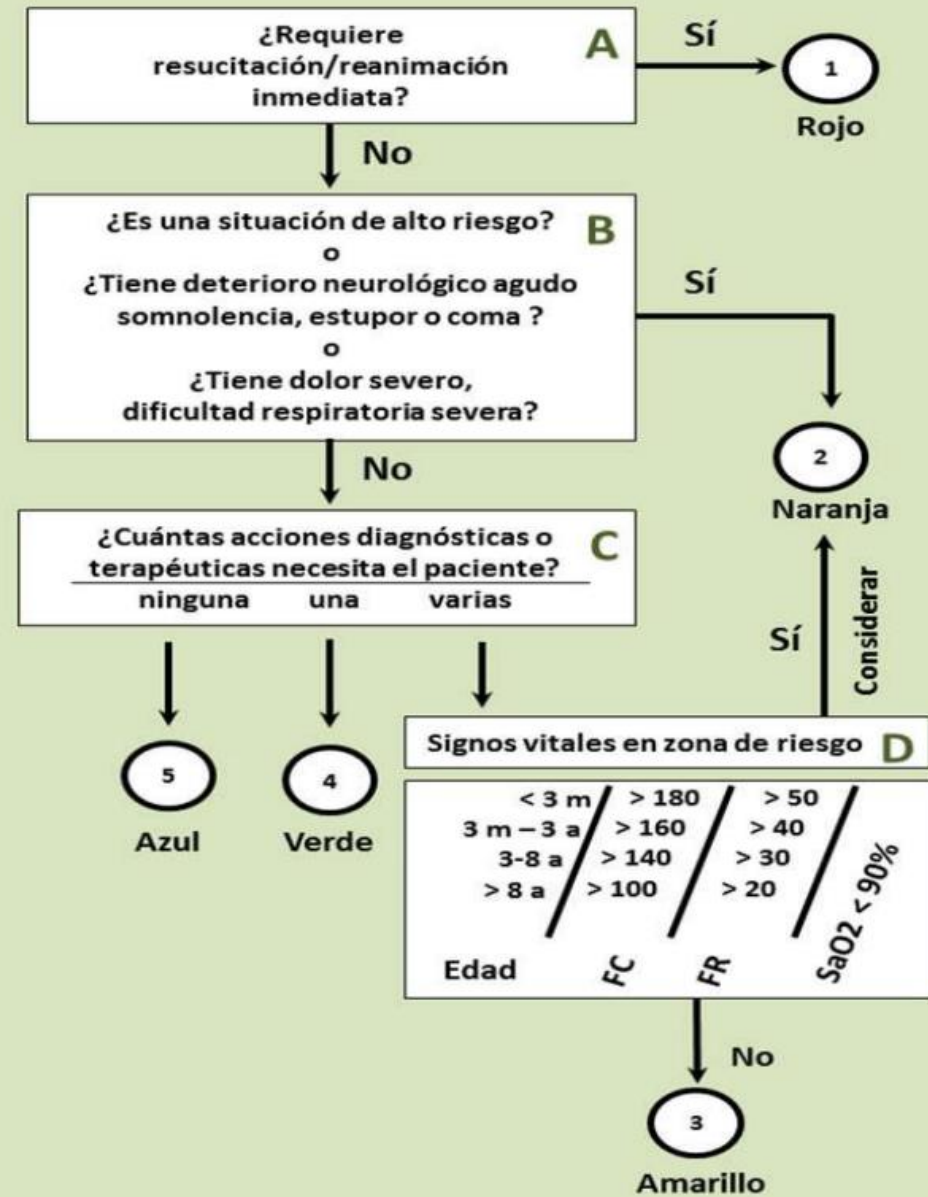 ¿Requiere
resucitación/reanimación
inmediata?
A
Sí
1
Rojo
No
¿Es una situación de alto riesgo?
o
¿Tiene deterioro neurológico agudo
somnolencia, estupor o coma ?
o
¿Tiene dolor severo,
dificultad respiratoria severa?
B
Sí
2
Naranja
No
¿Cuántas acciones diagnósticas o
terapéuticas necesita el paciente?
C
ninguna una varias
Sí
Considerar
5
Azul
4
Verde
Signos vitales en zona de riesgo D
< 3 m > 180 > 50
3 m – 3 a > 160 > 40
3-8 a > 140 > 30
> 8 a > 100 > 20
Edad FC FR SaO2 < 90%
No
3
Amarillo